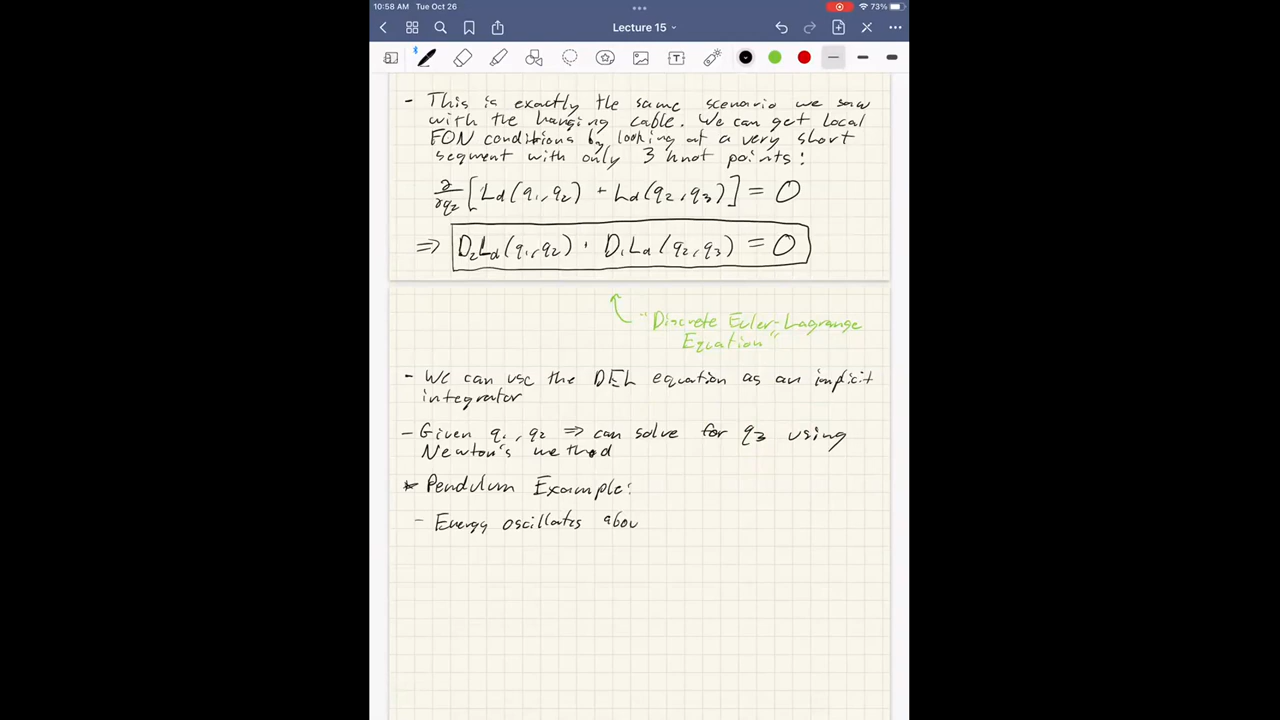 10:58 AM Tue Oct 26
73%
Lecture 15
- This is exactly the same scenario we saw
with the hanging cable. We can get local
FON conditions by looking at a very short
segment with only 3 knot points:
∂/∂q₂ [Ld(q₁,q₂) + Ld(q₂,q₃)] = 0
⇒ D₂Ld(q₁,q₂) + D₁Ld(q₂,q₃) = 0
"Discrete Euler-Lagrange
Equation"
- We can use the DEL equation as an implicit
integrator
- Given q₁,q₂ ⇒ can solve for q₃ using
Newton's method
* Pendulum Example:
- Energy oscillates abou